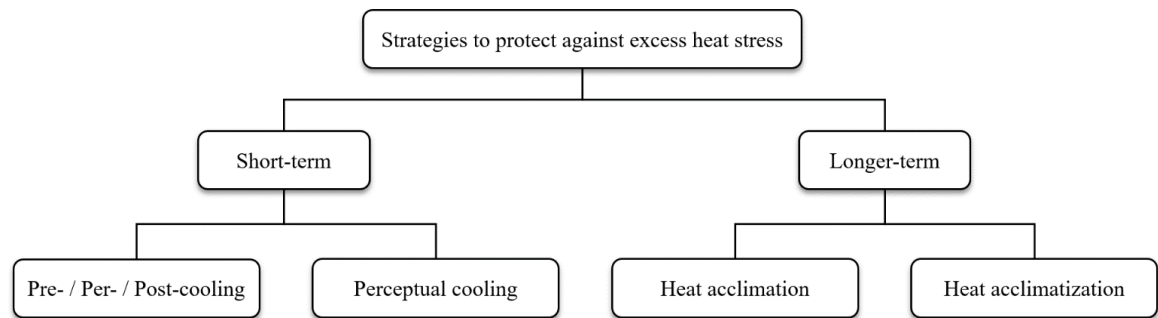 Strategies to protect against excess heat stress
Short-term
Longer-term
Pre- / Per- / Post-cooling
Perceptual cooling
Heat acclimation
Heat acclimatization